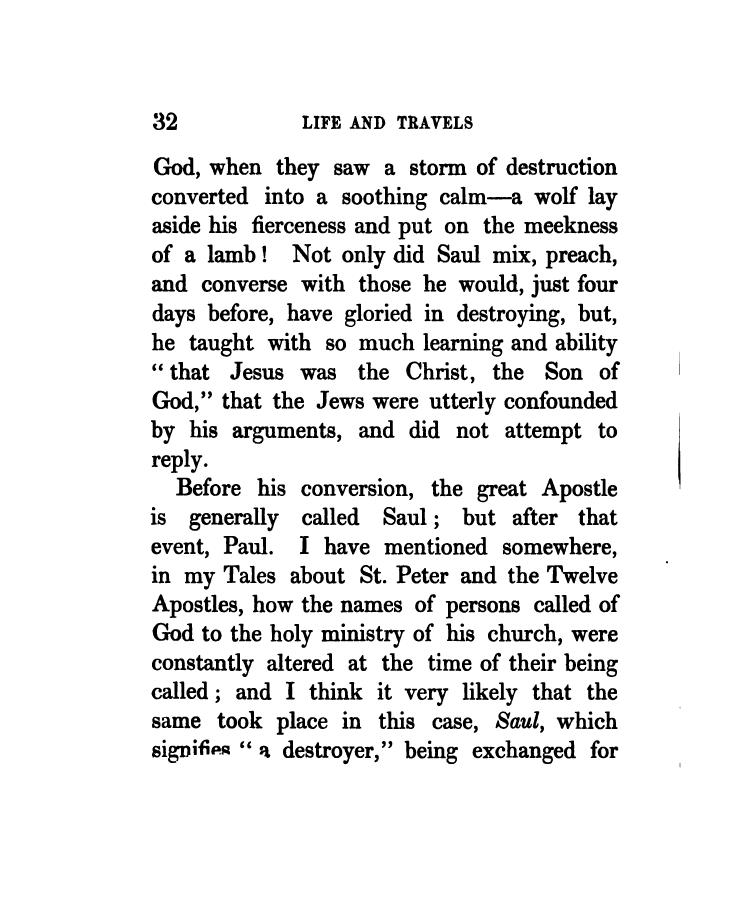 32 LIFE AND TRAVELS
God, when they saw a storm of destruction
converted into a soothing calm—a wolf lay
aside his fierceness and put on the meekness
of a lamb! Not only did Saul mix, preach,
and converse with those he would, just four
days before, have gloried in destroying, but,
he taught with so much learning and ability
“ that Jesus was the Christ, the Son of
God,” that the Jews were utterly confounded
by his arguments, and did not attempt to
reply.
Before his conversion, the great Apostle
is generally called Saul; but after that
event, Paul. I have mentioned somewhere,
in my Tales about St. Peter and the Twelve
Apostles, how the names of persons called of
God to the holy ministry of his church, were
constantly altered at the time of their being
called; and I think it very likely that the
same took place in this case, Saul, which
signifies “ a destroyer,” being exchanged for